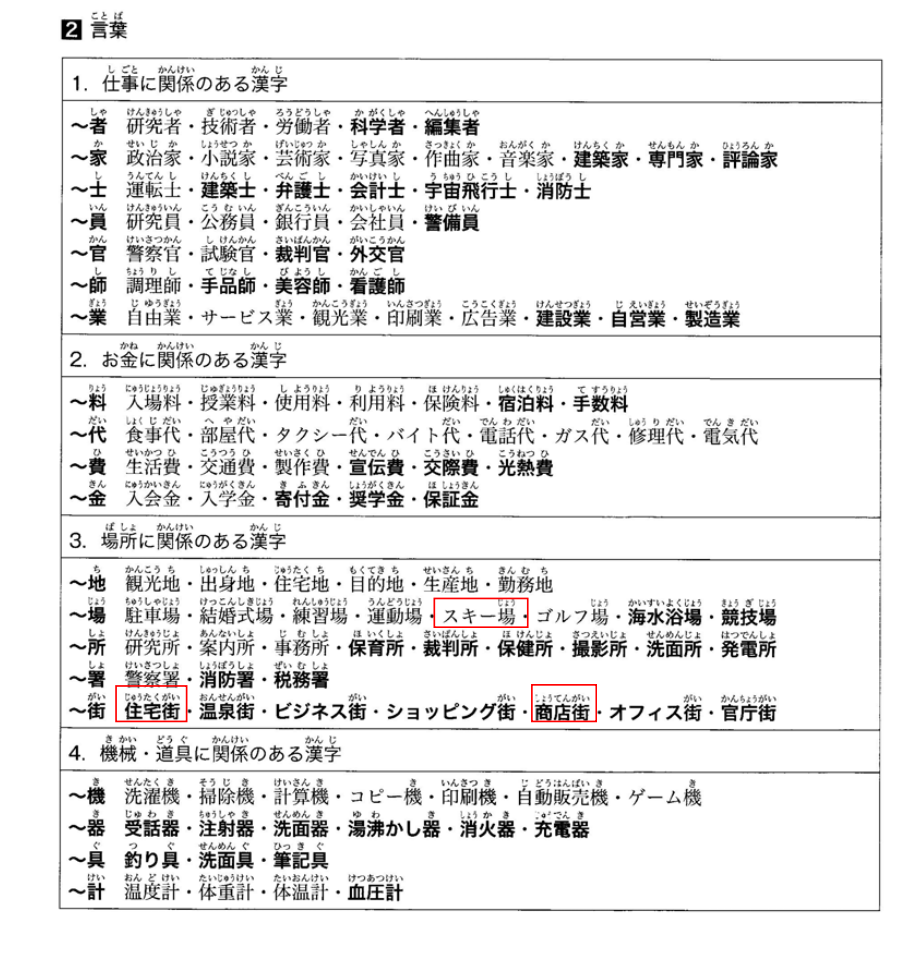 2 言葉
1. 仕事に関係のある漢字
～者 研究者・技術者・労働者・科学者・編集者
～家 政治家・小説家・芸術家・写真家・作曲家・音楽家・建築家・専門家・評論家
～士 運転士・建築士・弁護士・会計士・宇宙飛行士・消防士
～員 研究員・公務員・銀行員・会社員・警備員
～官 警察官・試験官・裁判官・外交官
～師 調理師・手品師・美容師・看護師
～業 自由業・サービス業・観光業・印刷業・広告業・建設業・自営業・製造業
2. お金に関係のある漢字
～料 入場料・授業料・使用料・利用料・保険料・宿泊料・手数料
～代 食事代・部屋代・タクシー代・バイト代・電話代・ガス代・修理代・電気代
～費 生活費・交通費・製作費・宣伝費・交際費・光熱費
～金 入会金・入学金・寄付金・奨学金・保証金
3. 場所に関係のある漢字
～地 観光地・出身地・住宅地・目的地・生産地・勤務地
～場 駐車場・結婚式場・練習場・運動場・スキー場・ゴルフ場・海水浴場・競技場
～所 研究所・案内所・事務所・保育所・裁判所・保健所・撮影所・洗面所・発電所
～署 警察署・消防署・税務署
～街 住宅街・温泉街・ビジネス街・ショッピング街・商店街・オフィス街・官庁街
4. 機械・道具に関係のある漢字
～機 洗濯機・掃除機・計算機・コピー機・印刷機・自動販売機・ゲーム機
～器 受話器・注射器・洗面器・湯沸かし器・消火器・充電器
～具 釣り具・洗面具・筆記具
～計 温度計・体重計・体温計・血圧計